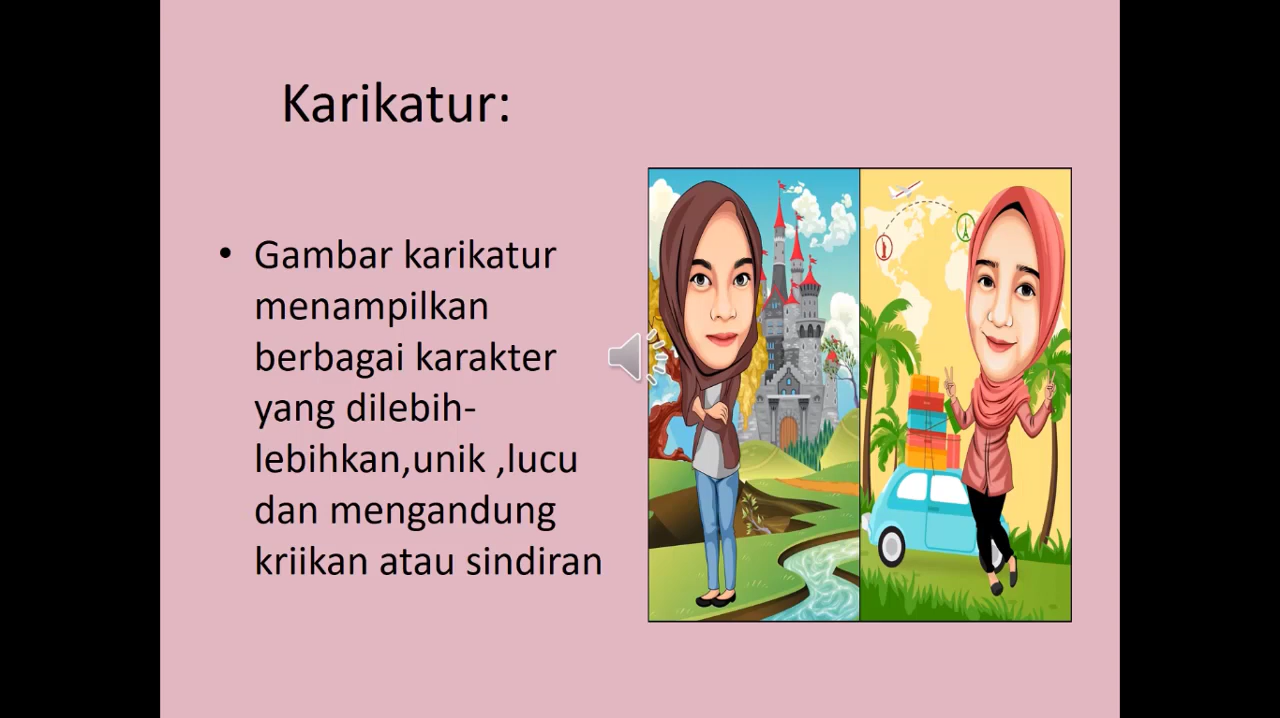 Karikatur:
• Gambar karikatur
menampilkan
berbagai karakter
yang dilebih-
lebihkan,unik ,lucu
dan mengandung
kriikan atau sindiran